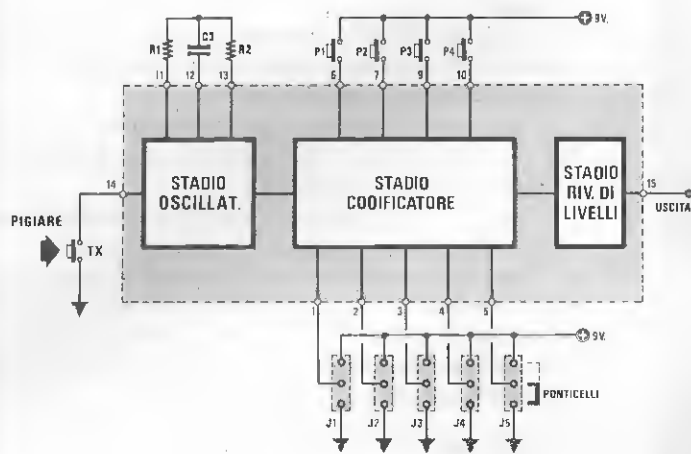 9V.
R1 C3 R2 P1 P2 P3 P4
11 12 13 6 7 9 10
STADIO
OSCILLAT.
STADIO
CODIFICATORE
STADIO
RIV. DI
LIVELLI
14
15
USCITA
PIGIARE
TX
1 2 3 4 5
9V.
PONTICELLI
J1 J2 J3 J4 J5